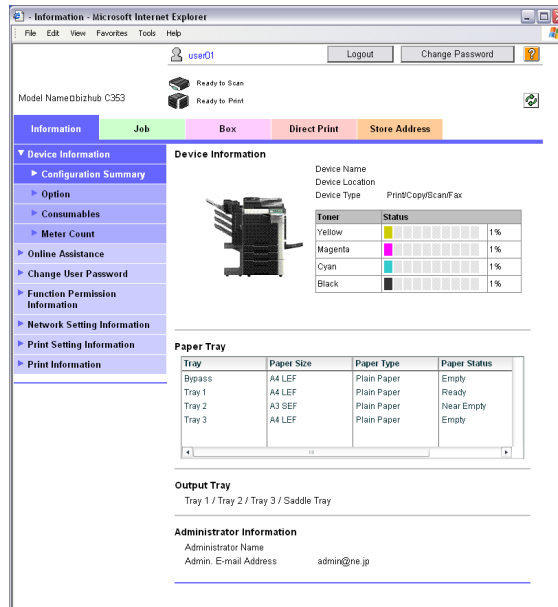 - Information - Microsoft Internet Explorer
File Edit View Favorites Tools Help
user01 Logout Change Password ?
Ready to Scan
Model Name□bizhub C353 Ready to Print
Information Job Box Direct Print Store Address
Device Information
Configuration Summary
Option
Consumables
Meter Count
Online Assistance
Change User Password
Function Permission
Information
Network Setting Information
Print Setting Information
Print Information
Device Information
Device Name
Device Location
Device Type Print/Copy/Scan/Fax
Toner Status
Yellow 1%
Magenta 1%
Cyan 1%
Black 1%
Paper Tray
Tray Paper Size Paper Type Paper Status
Bypass A4 LEF Plain Paper Empty
Tray 1 A4 LEF Plain Paper Ready
Tray 2 A3 SEF Plain Paper Near Empty
Tray 3 A4 LEF Plain Paper Empty
Output Tray
Tray 1 / Tray 2 / Tray 3 / Saddle Tray
Administrator Information
Administrator Name
Admin. E-mail Address admin@ne.jp